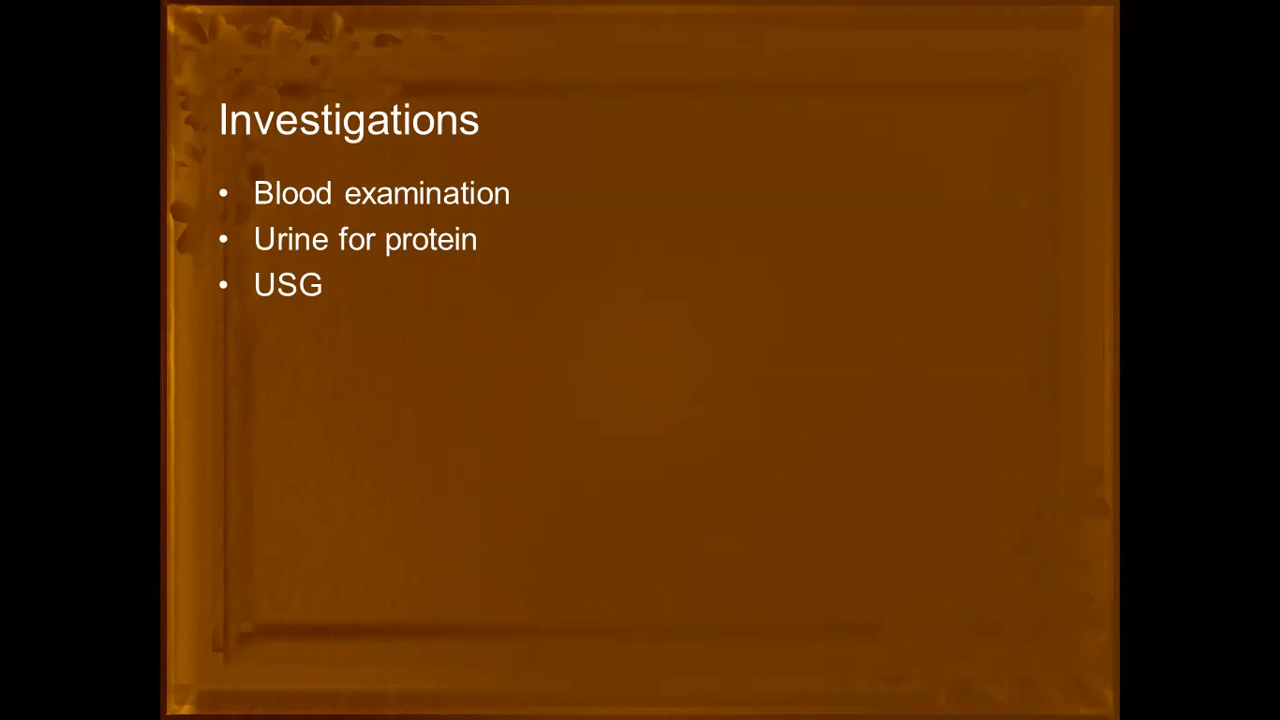 Investigations
• Blood examination
• Urine for protein
• USG